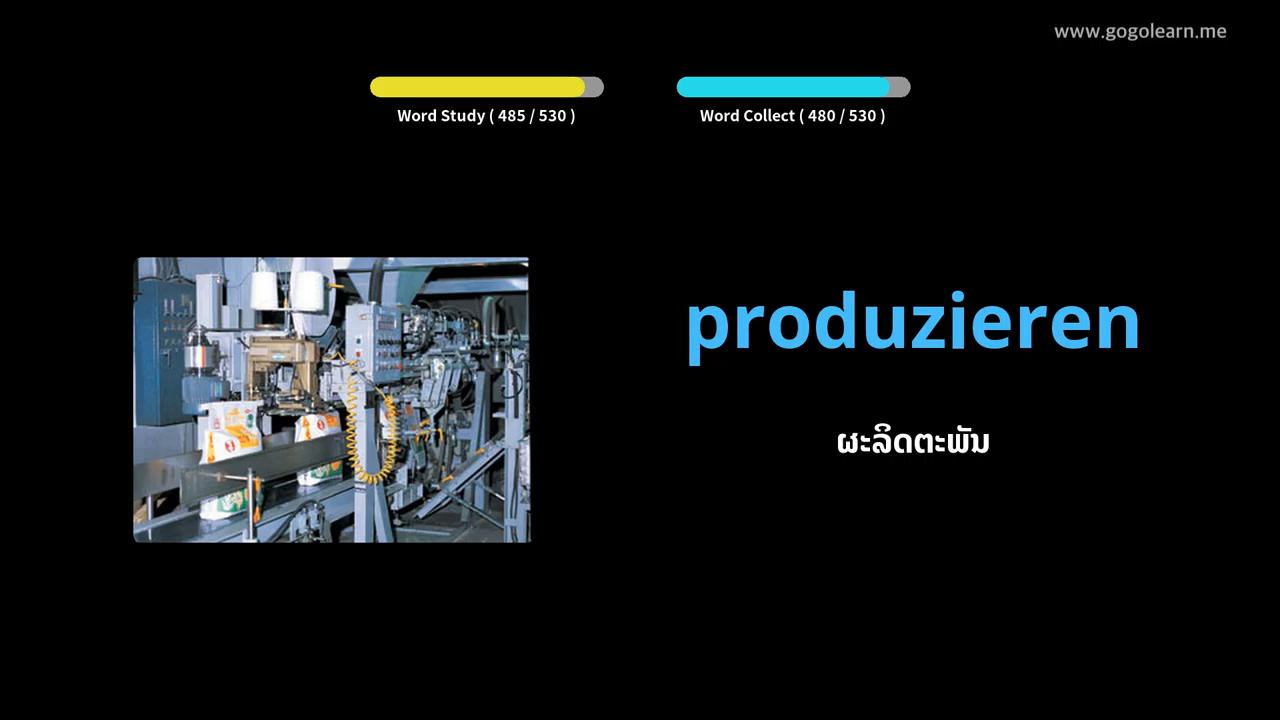 www.gogolearn.me
Word Study ( 485 / 530 )
Word Collect ( 480 / 530 )
produzieren
ຜະລິດຕະພັນ